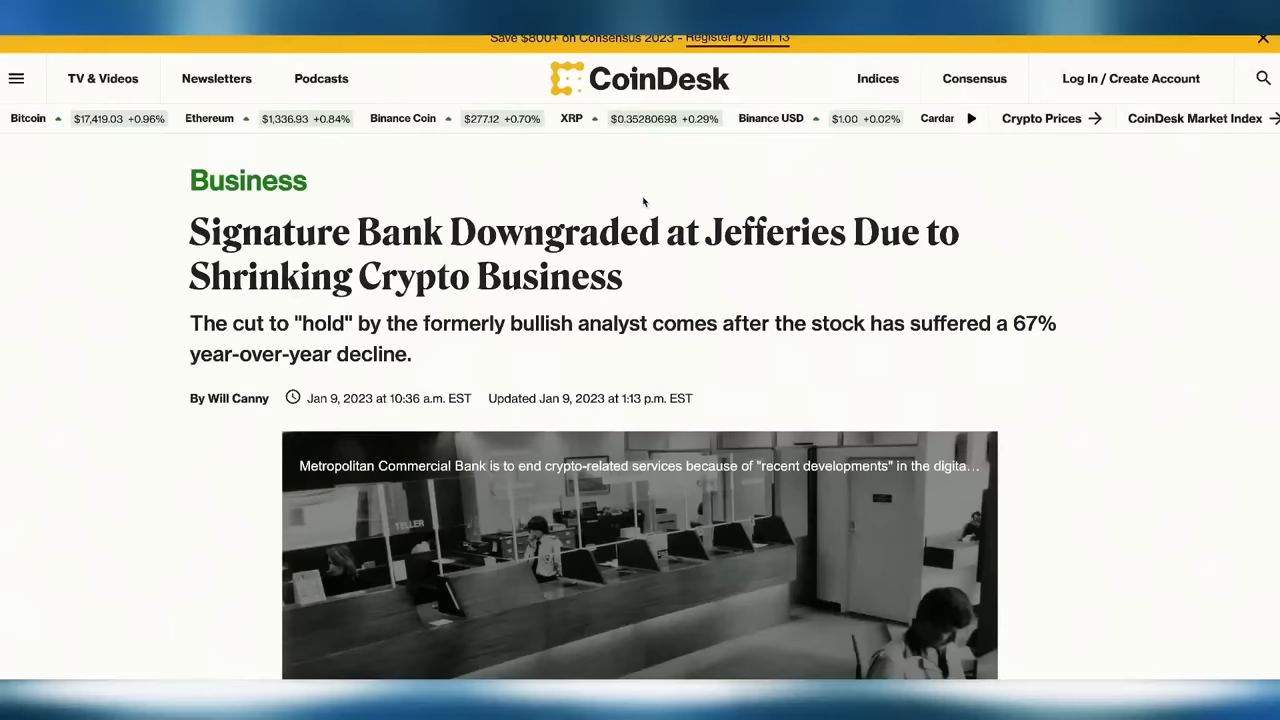 Save $800+ on Consensus 2023 - Register by Jan. 13
TV & Videos Newsletters Podcasts CoinDesk Indices Consensus Log In / Create Account
Bitcoin $17,419.03 +0.96% Ethereum $1,336.93 +0.84% Binance Coin $277.12 +0.70% XRP $0.35280698 +0.29% Binance USD $1.00 +0.02% Cardar Crypto Prices CoinDesk Market Index
Business
Signature Bank Downgraded at Jefferies Due to
Shrinking Crypto Business
The cut to "hold" by the formerly bullish analyst comes after the stock has suffered a 67%
year-over-year decline.
By Will Canny Jan 9, 2023 at 10:36 a.m. EST Updated Jan 9, 2023 at 1:13 p.m. EST
Metropolitan Commercial Bank is to end crypto-related services because of "recent developments" in the digita...
TELLER